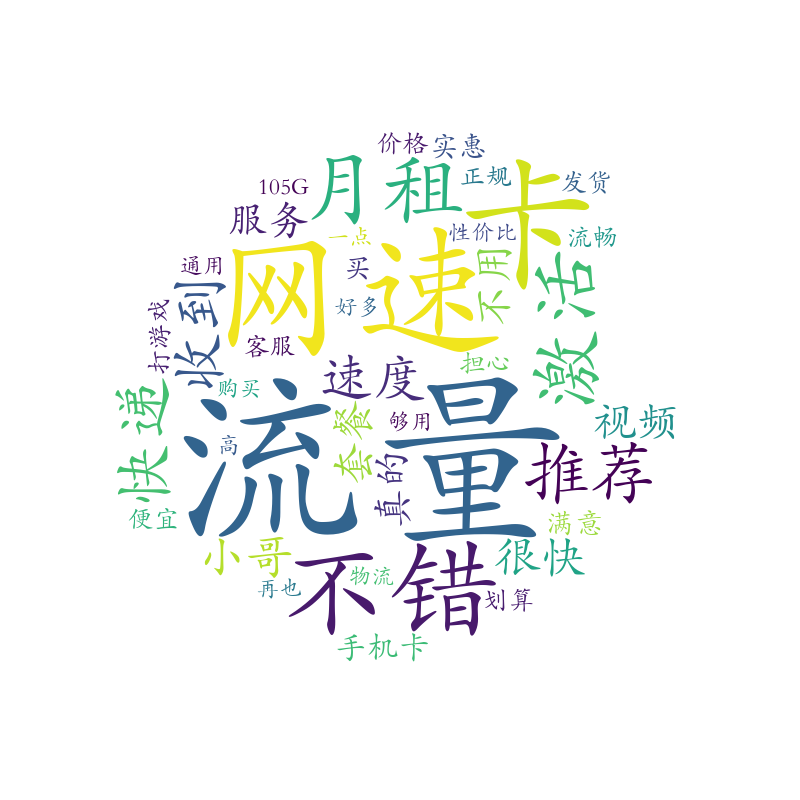 价格
实惠
105G
月租
正规
卡
发货
服务
一点
性价比
流畅
通用
网速
买
不用
激活
收到
打游戏
好多
客服
速度
担心
快递
购买
套餐
够用
视频
高
流量
真的
推荐
便宜
满意
小哥
不错
很快
再也
物流
划算
手机卡